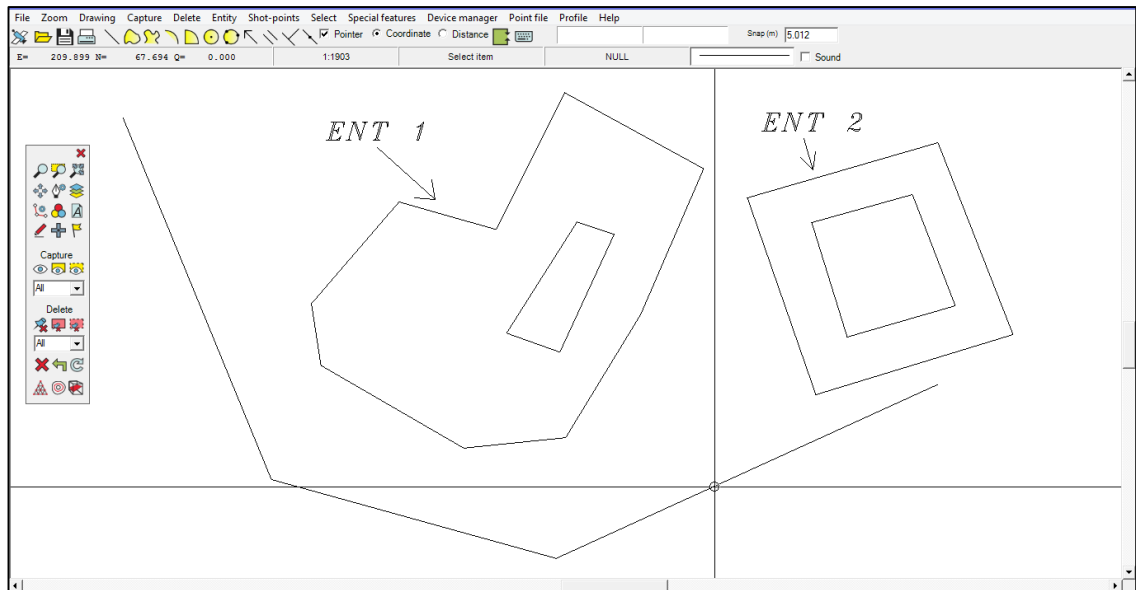 File Zoom Drawing Capture Delete Entity Shot-points Select Special features Device manager Point file Profile Help
Pointer Coordinate Distance Snap (m) 5.012
E= 209.899 N= 67.694 Q= 0.000 1:1903 Select item NULL Sound
ENT 1
ENT 2
A
Capture
All
Delete
All